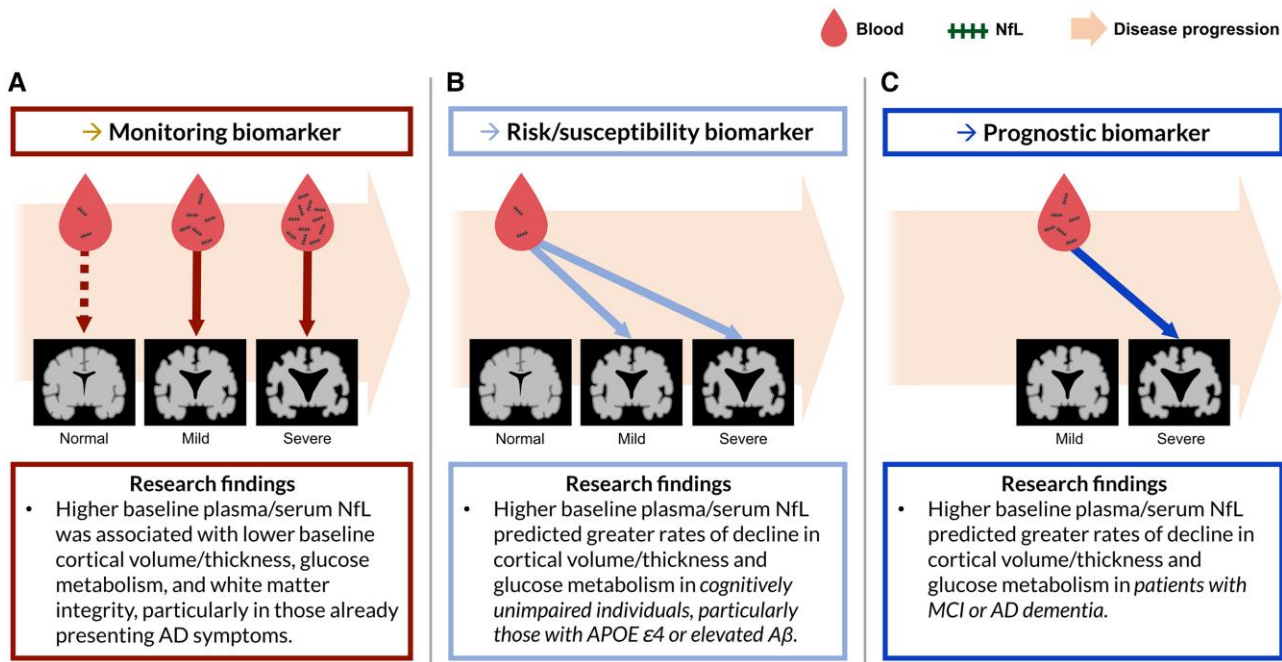 Blood
NfL
Disease progression
A
→ Monitoring biomarker
Normal
Mild
Severe
Research findings
• Higher baseline plasma/serum NfL
was associated with lower baseline
cortical volume/thickness, glucose
metabolism, and white matter
integrity, particularly in those already
presenting AD symptoms.
B
→ Risk/susceptibility biomarker
Normal
Mild
Severe
Research findings
• Higher baseline plasma/serum NfL
predicted greater rates of decline in
cortical volume/thickness and
glucose metabolism in cognitively
unimpaired individuals, particularly
those with APOE ε4 or elevated Aβ.
C
→ Prognostic biomarker
Mild
Severe
Research findings
• Higher baseline plasma/serum NfL
predicted greater rates of decline in
cortical volume/thickness and
glucose metabolism in patients with
MCI or AD dementia.